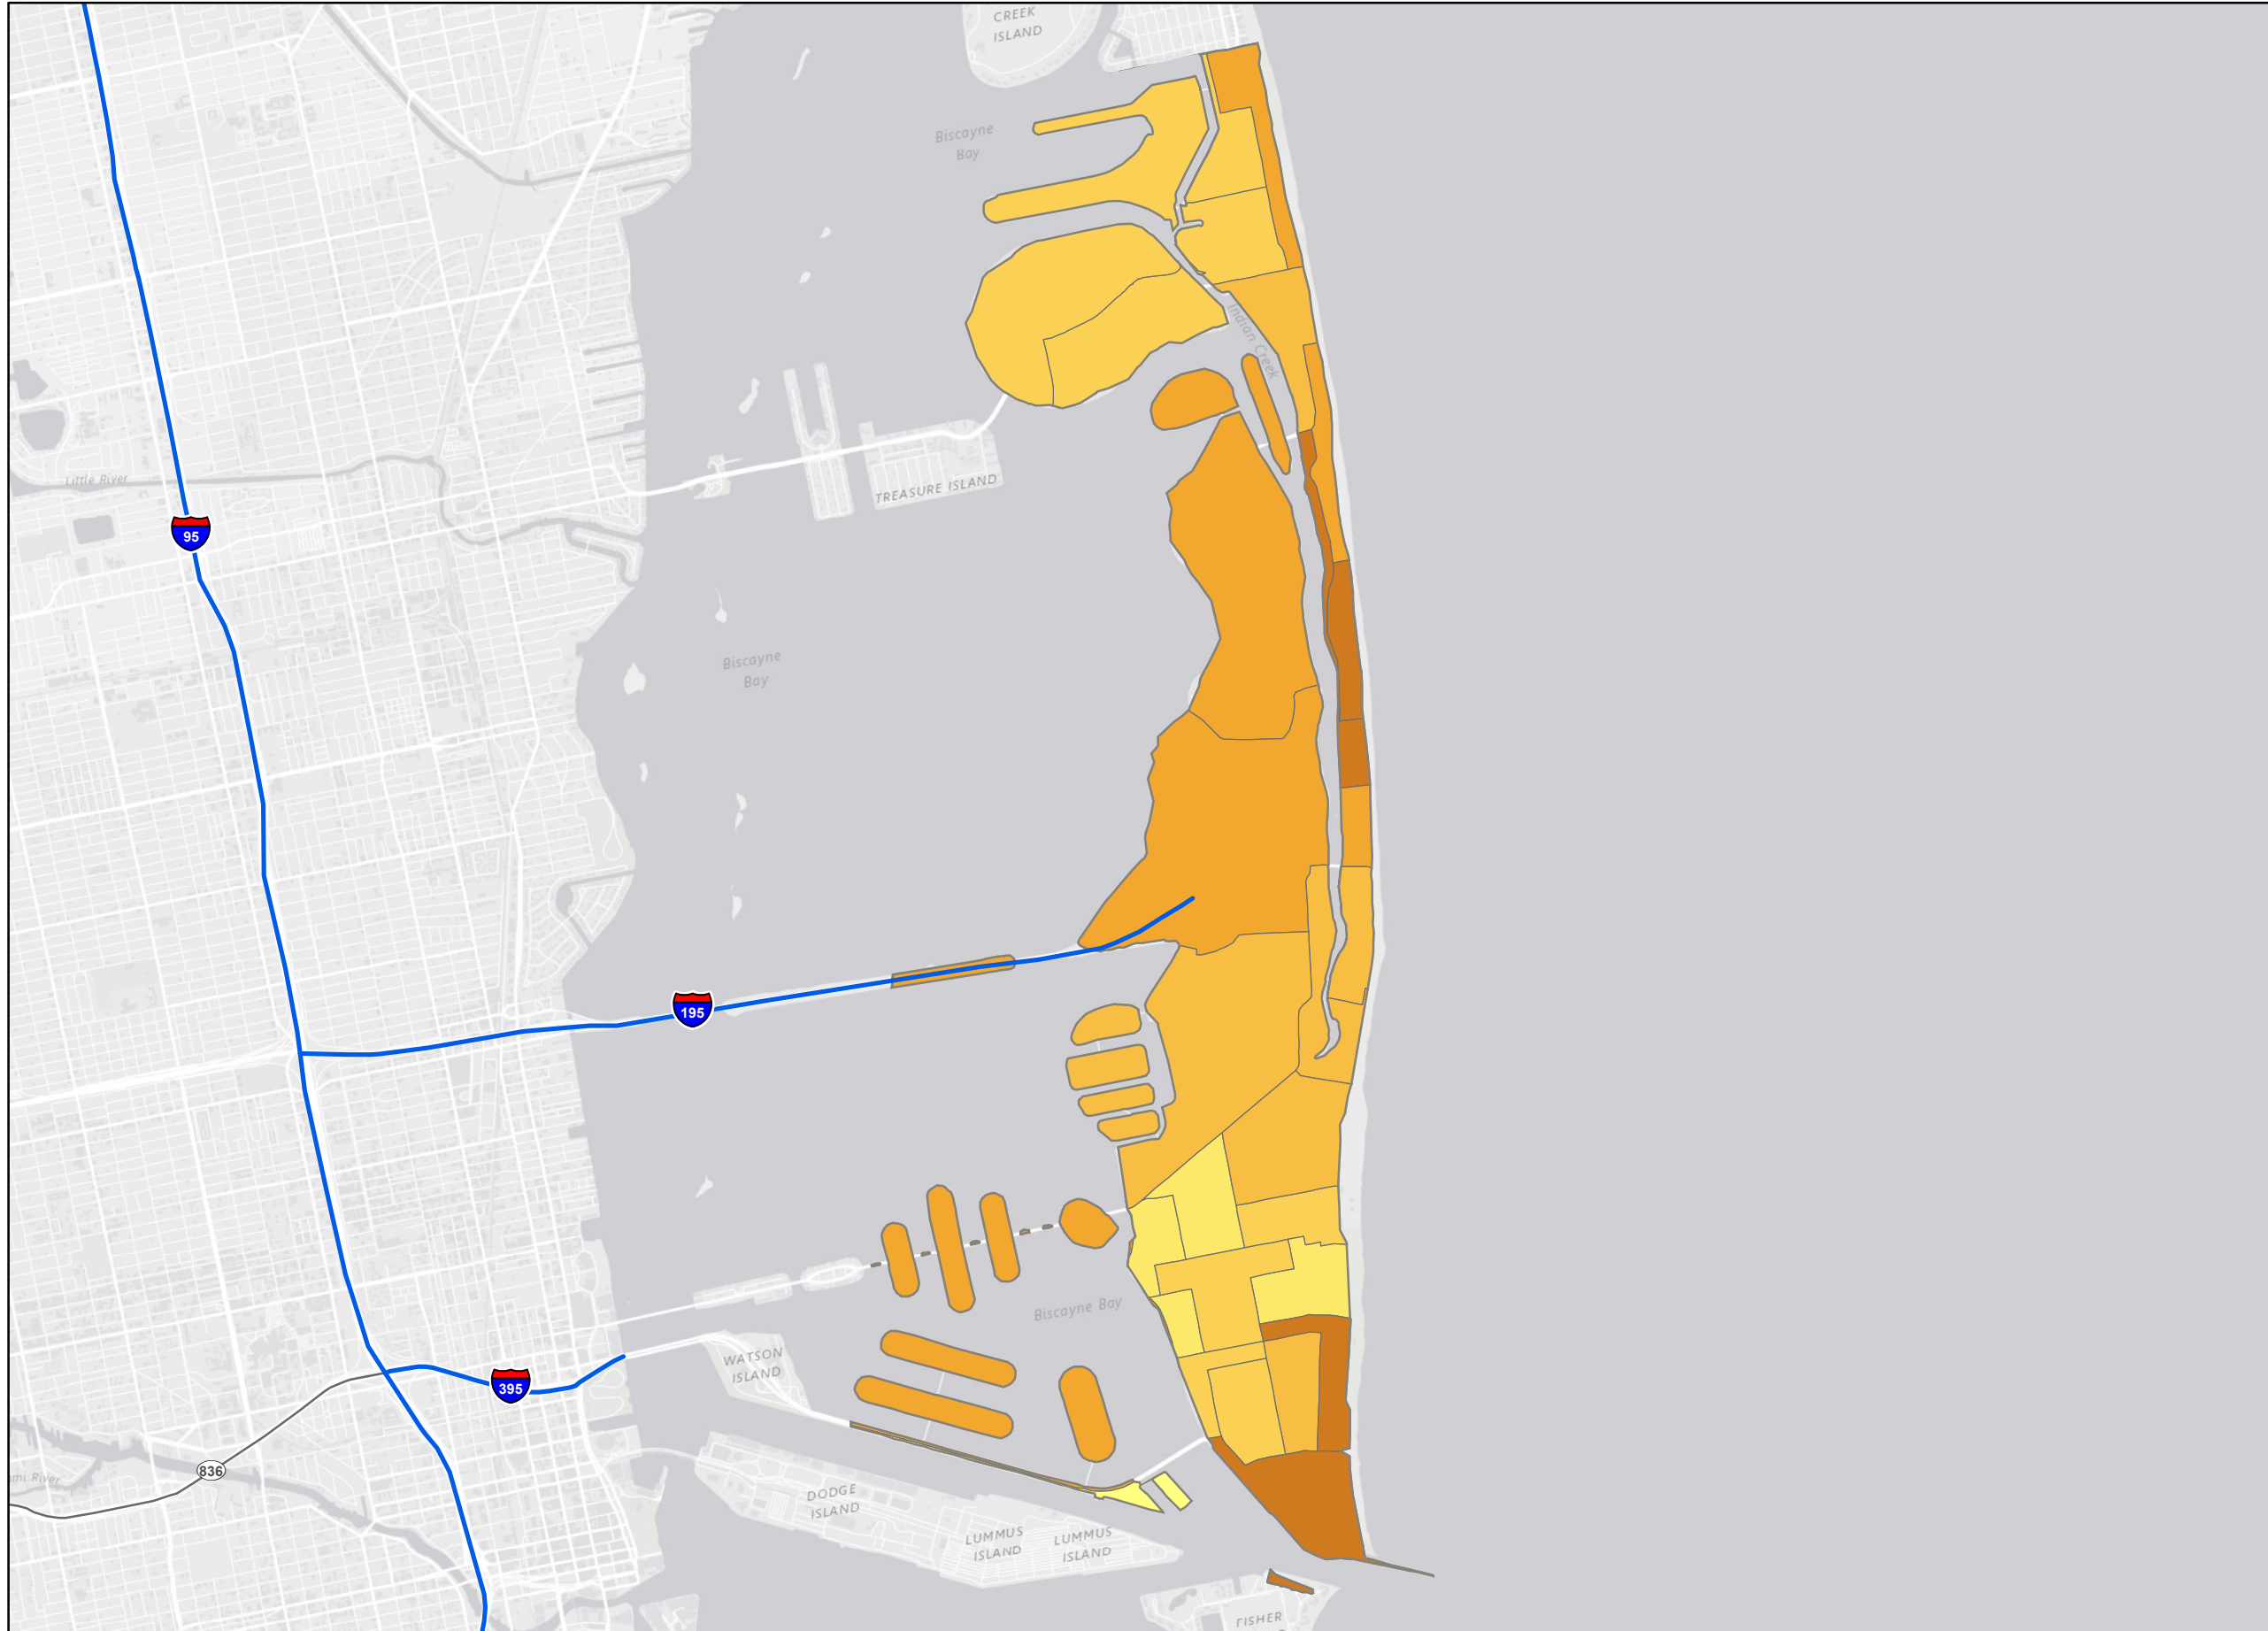 CREEK
ISLAND
Biscayne
Bay
Indian Creek
Little River
TREASURE ISLAND
95
Biscayne
Bay
195
Biscayne Bay
WATSON
ISLAND
395
836
DODGE
ISLAND
LUMMUS
ISLAND
LUMMUS
ISLAND
River
FISHER